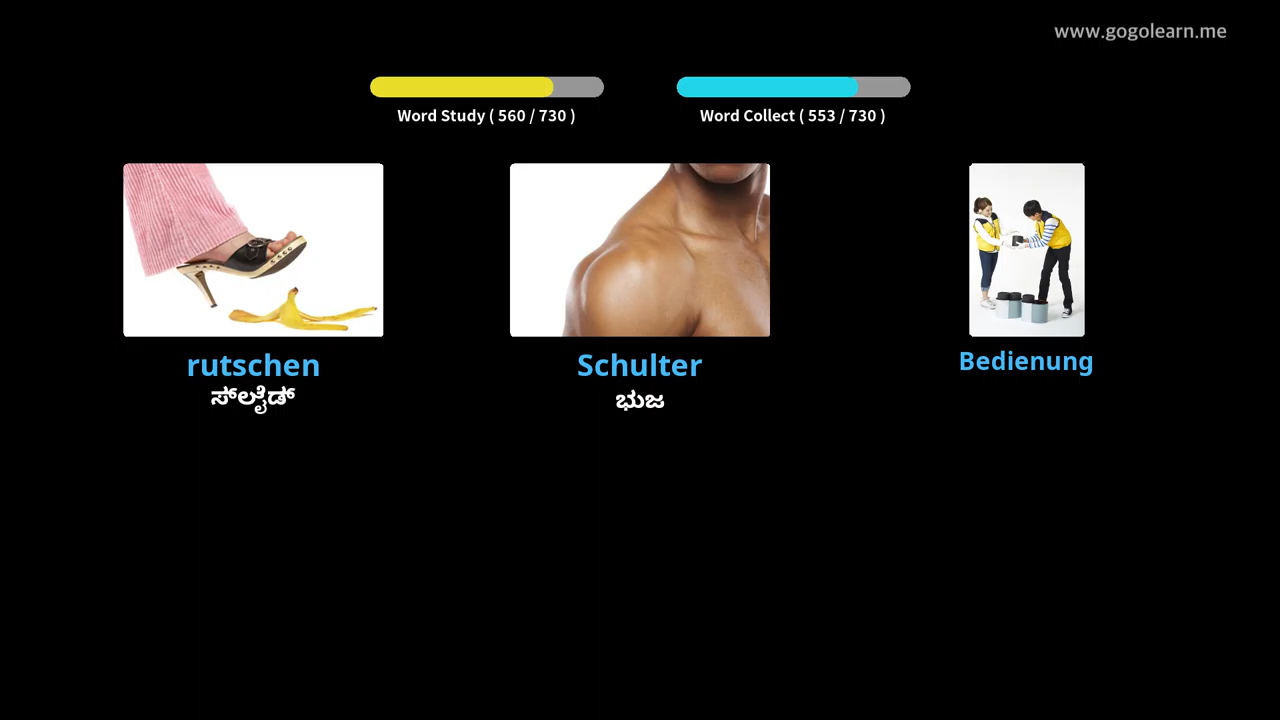 www.gogolearn.me
Word Study ( 560 / 730 )
Word Collect ( 553 / 730 )
rutschen
Schulter
Bedienung
ಸ್ಲೈಡ್
ಭುಜ